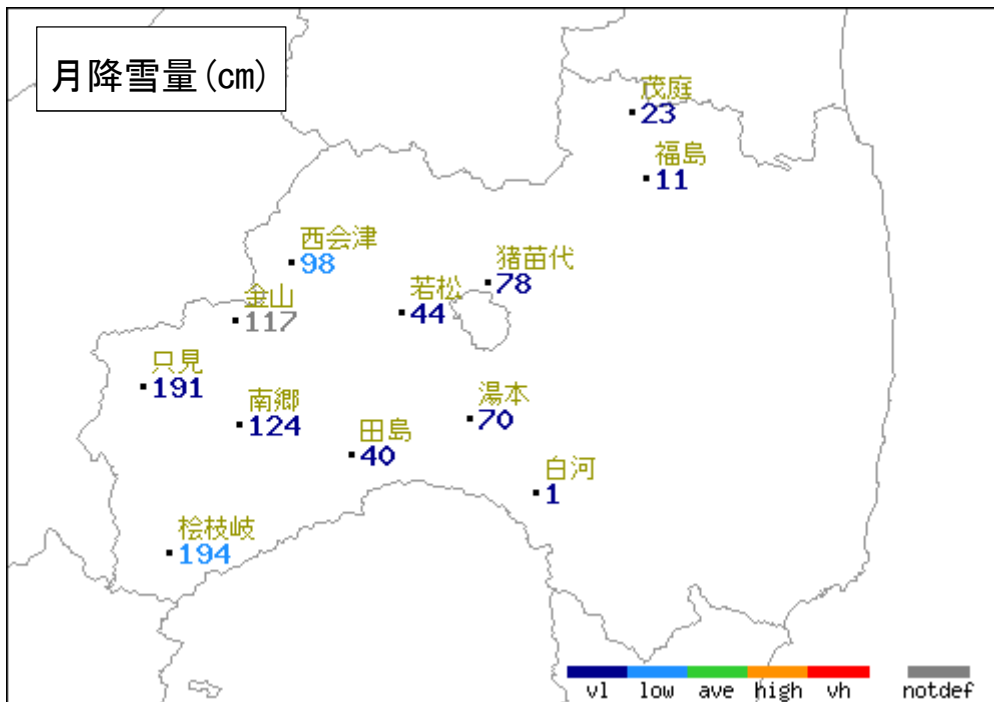 月降雪量(cm)
茂庭
23
福島
11
西会津
98
猪苗代
78
金山
117
若松
44
只見
191
南郷
124
湯本
70
田島
40
白河
1
桧枝岐
194
vl low ave high vh notdef